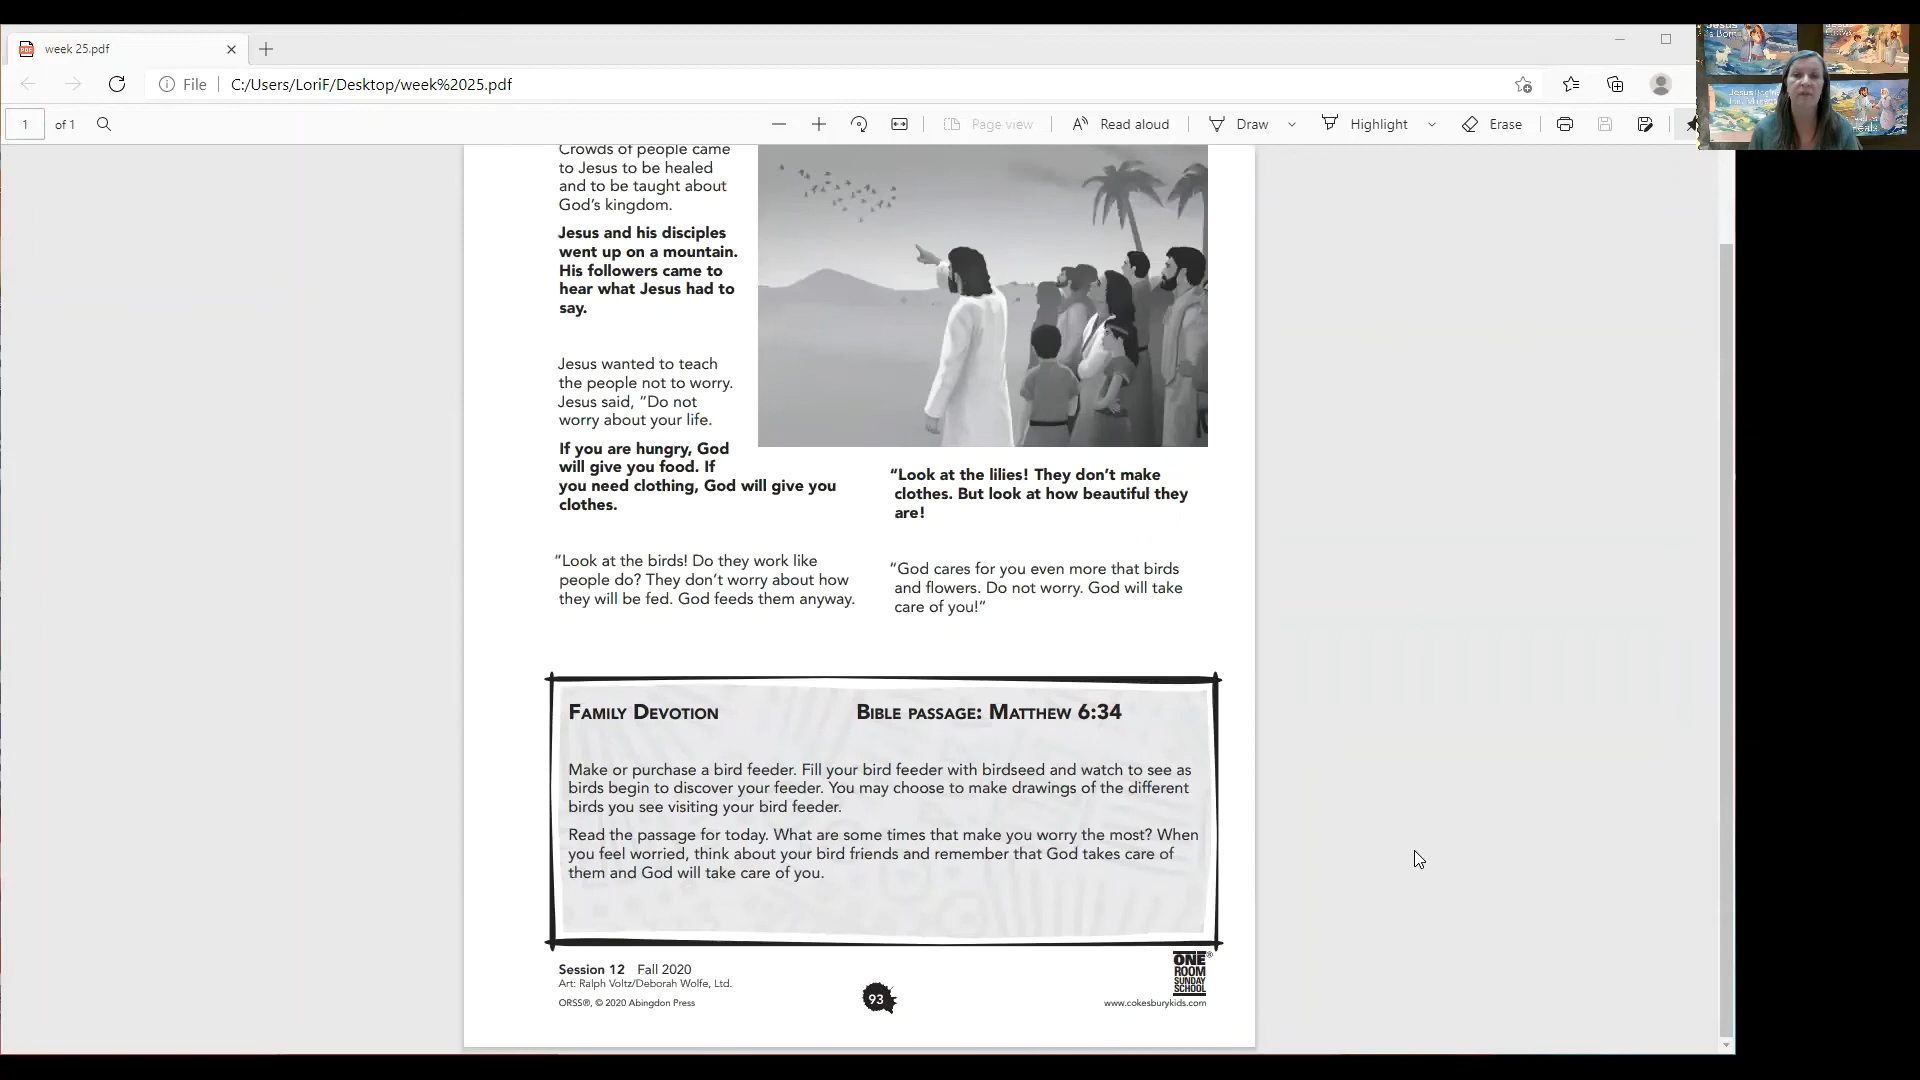 week 25.pdf
File
C:/Users/LoriF/Desktop/week%2025.pdf
1
of 1
Page view
Read aloud
Draw
Highlight
Erase
Crowds of people came
to Jesus to be healed
and to be taught about
God's kingdom.
Jesus and his disciples
went up on a mountain.
His followers came to
hear what Jesus had to
say.
Jesus wanted to teach
the people not to worry.
Jesus said, "Do not
worry about your life.
If you are hungry, God
will give you food. If
you need clothing, God will give you
clothes.
"Look at the birds! Do they work like
people do? They don't worry about how
they will be fed. God feeds them anyway.
"Look at the lilies! They don't make
clothes. But look at how beautiful they
are!
"God cares for you even more that birds
and flowers. Do not worry. God will take
care of you!"
Family Devotion
Bible passage: Matthew 6:34
Make or purchase a bird feeder. Fill your bird feeder with birdseed and watch to see as
birds begin to discover your feeder. You may choose to make drawings of the different
birds you see visiting your bird feeder.
Read the passage for today. What are some times that make you worry the most? When
you feel worried, think about your bird friends and remember that God takes care of
them and God will take care of you.
Session 12 Fall 2020
Art: Ralph Voltz/Deborah Wolfe, Ltd.
ORSS®, © 2020 Abingdon Press
93
ONE®
ROOM
SUNDAY
SCHOOL
www.cokesburykids.com